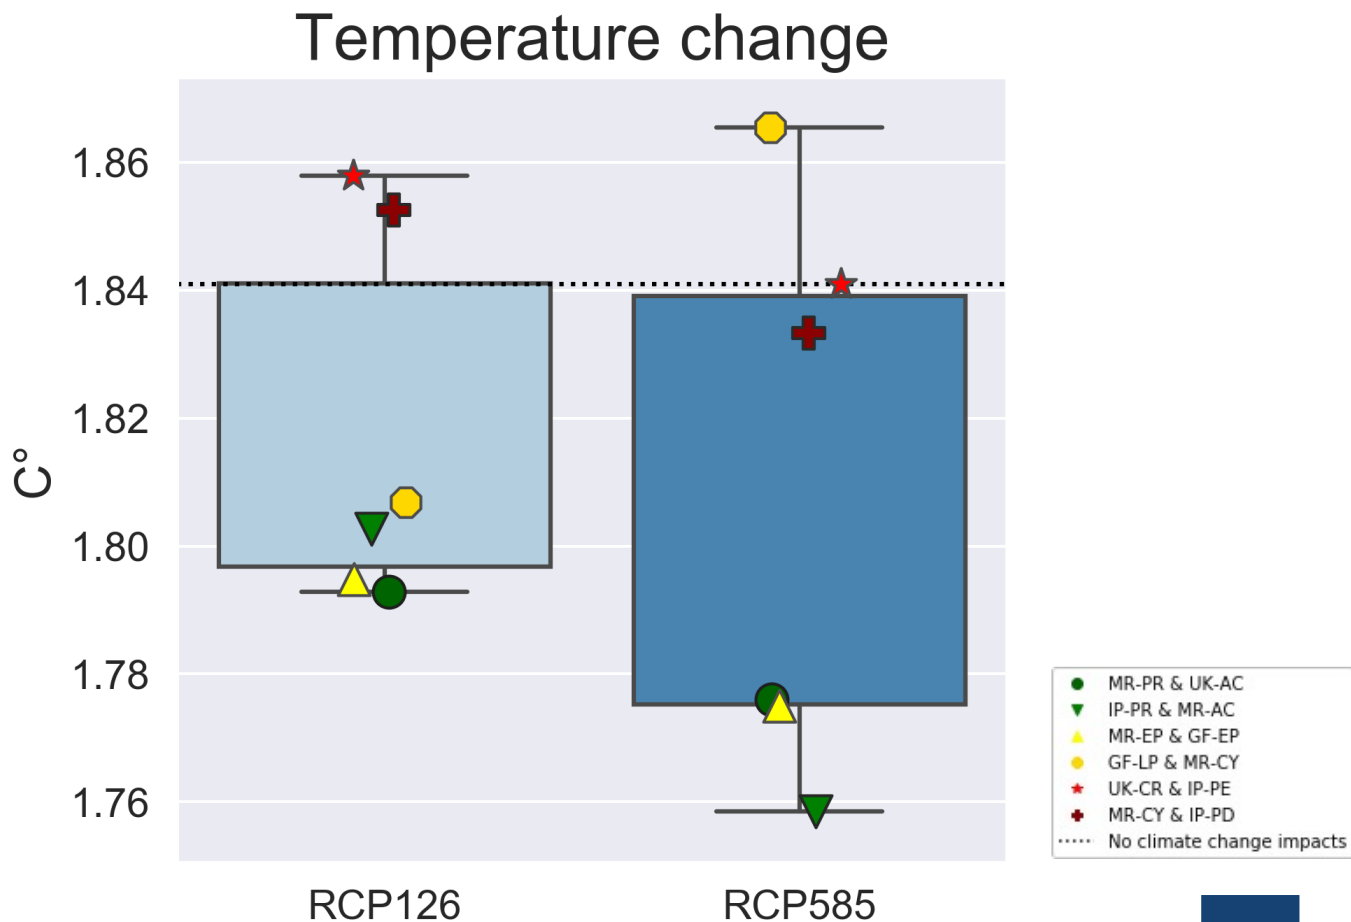 Temperature change
1.86
1.84
1.82
1.80
1.78
1.76
C°
RCP126
RCP585
MR-PR & UK-AC
IP-PR & MR-AC
MR-EP & GF-EP
GF-LP & MR-CY
UK-CR & IP-PE
MR-CY & IP-PD
No climate change impacts